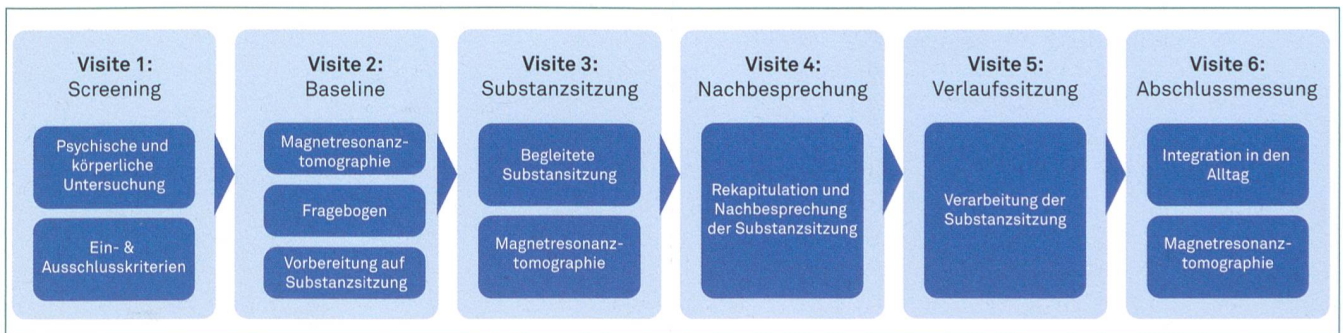 Visite 1:
Screening
Psychische und
körperliche
Untersuchung
Ein- &
Ausschlusskriterien
Visite 2:
Baseline
Magnetresonanz-
tomographie
Fragebogen
Vorbereitung auf
Substanzsitzung
Visite 3:
Substanzsitzung
Begleitete
Substansitzung
Magnetresonanz-
tomographie
Visite 4:
Nachbesprechung
Rekapitulation und
Nachbesprechung
der Substanzsitzung
Visite 5:
Verlaufssitzung
Verarbeitung der
Substanzsitzung
Visite 6:
Abschlussmessung
Integration in den
Alltag
Magnetresonanz-
tomographie